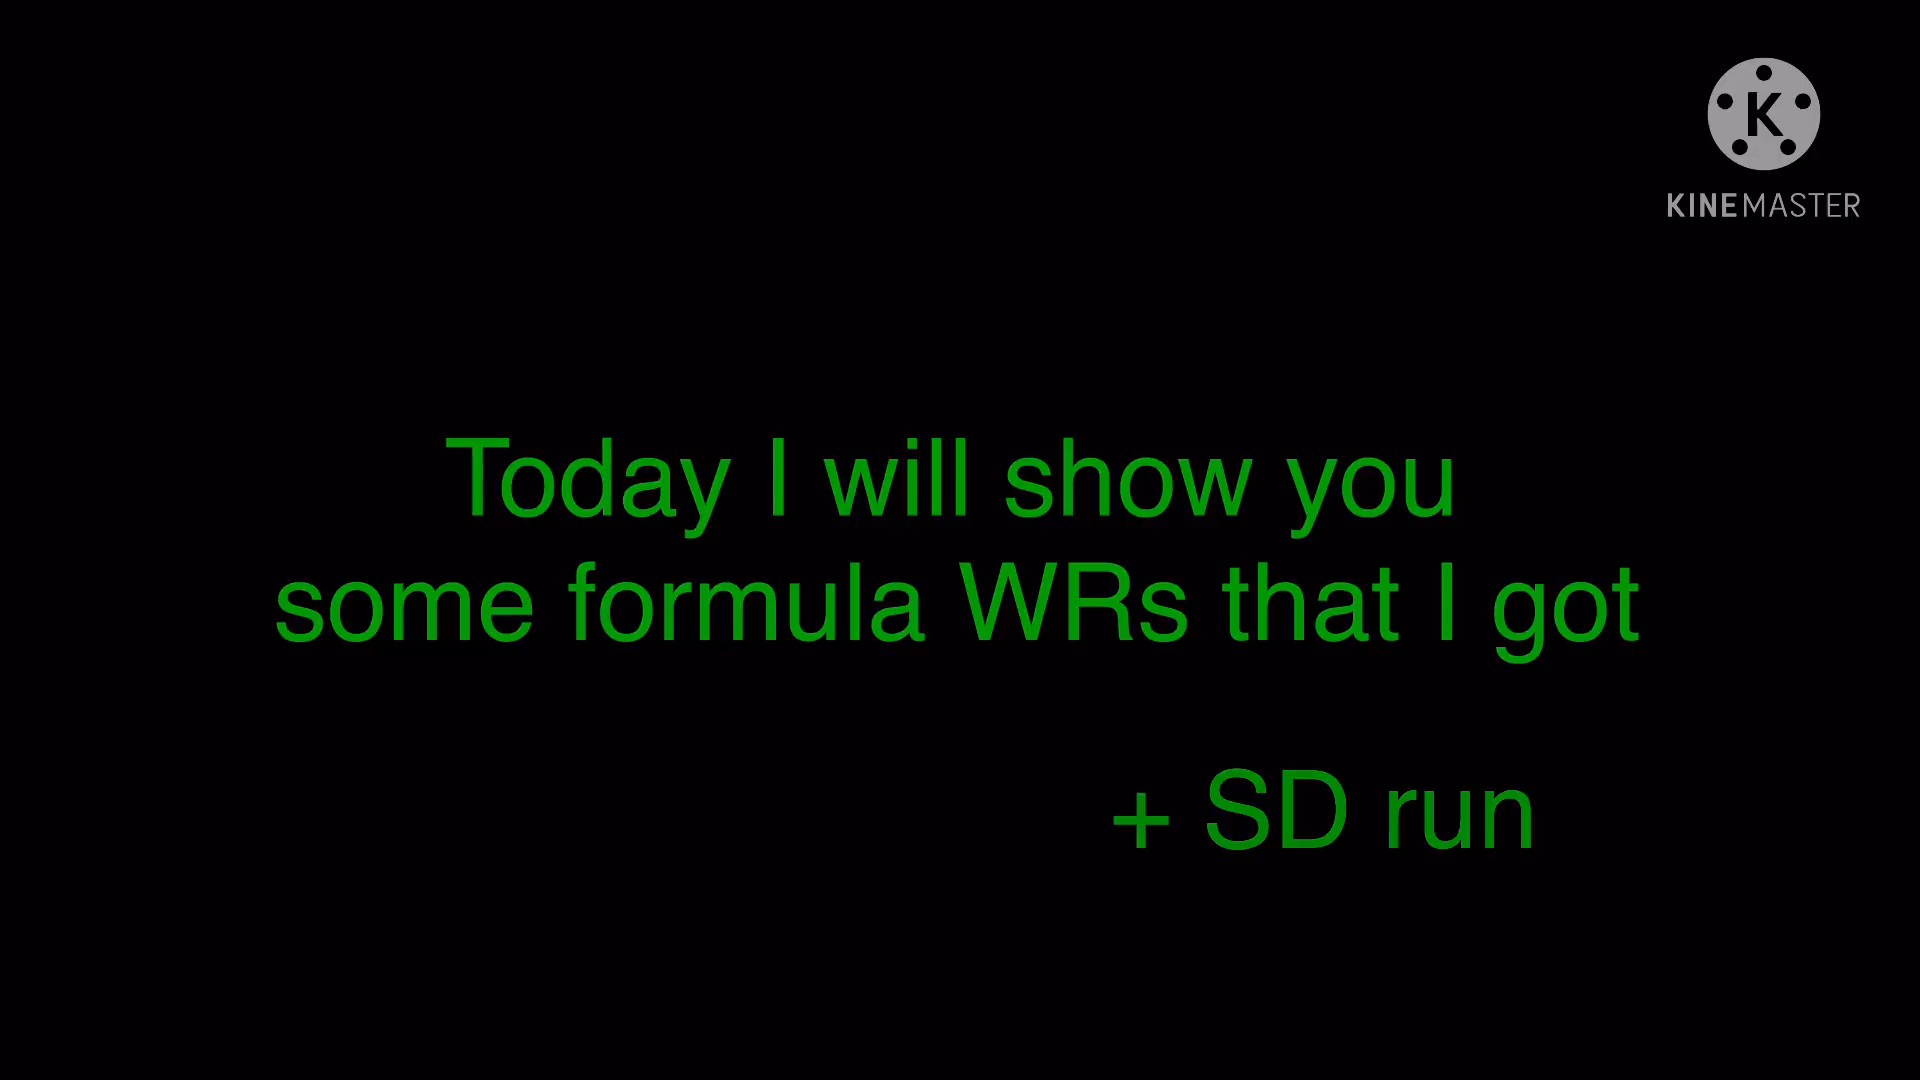 K
KINEMASTER
Today I will show you
some formula WRs that I got
+ SD run